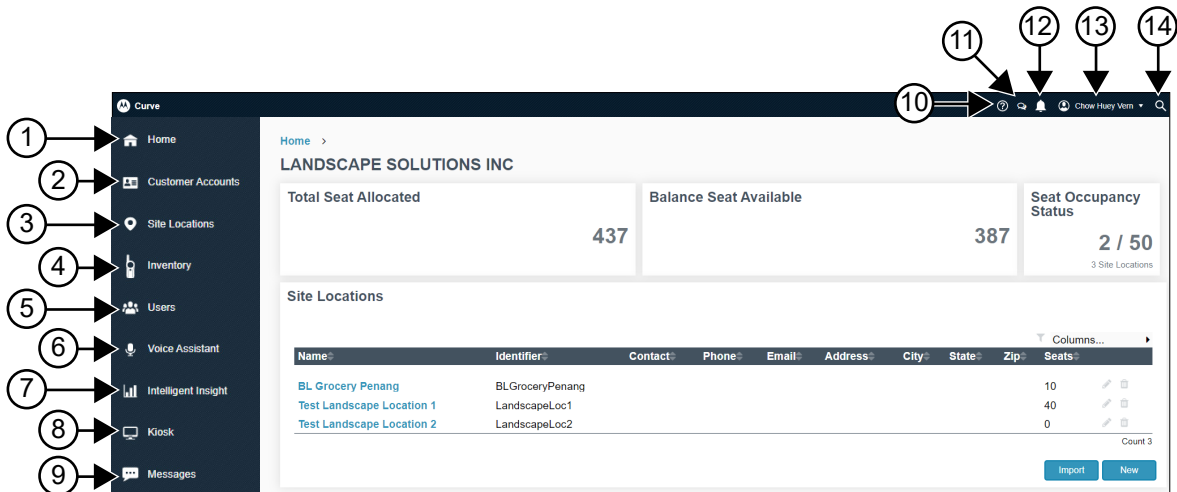 11
12
13
14
10
Curve
Chow Huey Vern
1
Home
2
Customer Accounts
3
Site Locations
4
Inventory
5
Users
6
Voice Assistant
7
Intelligent Insight
8
Kiosk
9
Messages
Home >
LANDSCAPE SOLUTIONS INC
Total Seat Allocated
437
Balance Seat Available
387
Seat Occupancy
Status
2 / 50
3 Site Locations
Site Locations
Columns...
Name Identifier Contact Phone Email Address City State Zip Seats
BL Grocery Penang BLGroceryPenang 10
Test Landscape Location 1 LandscapeLoc1 40
Test Landscape Location 2 LandscapeLoc2 0
Count 3
Import New